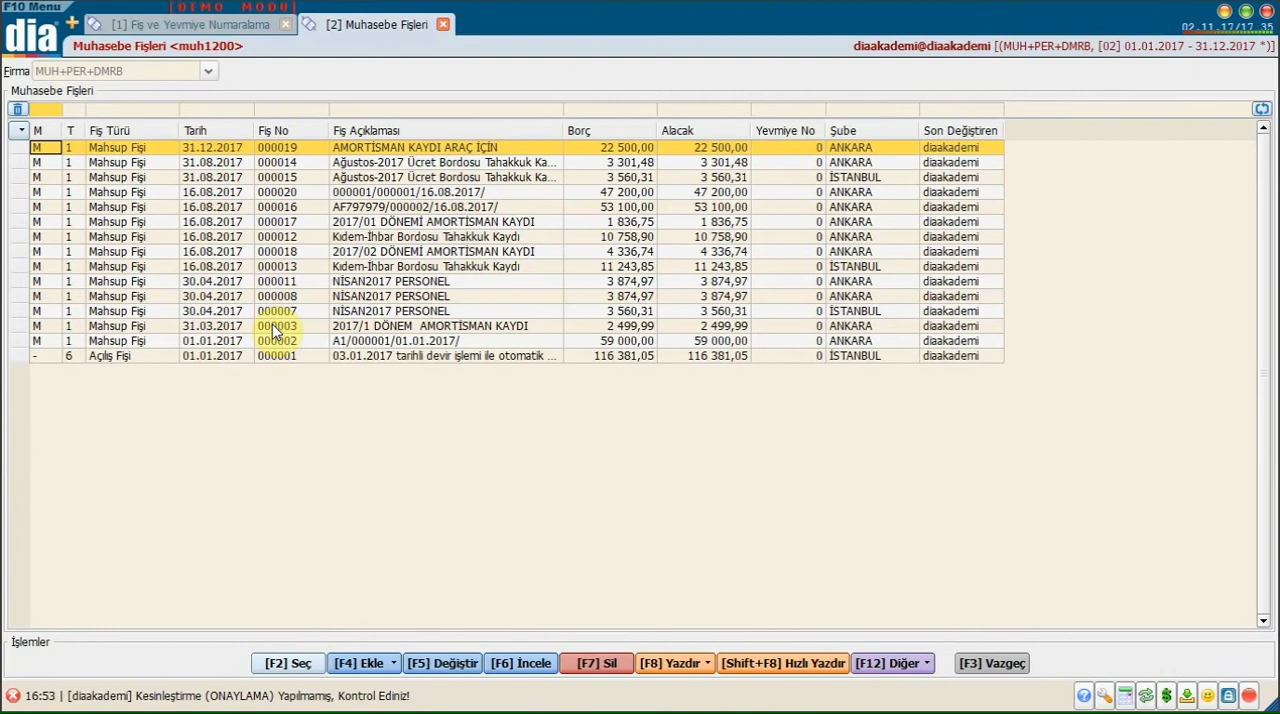 F10 Menu [ D E M O M O D U ]
dia [1] Fiş ve Yevmiye Numaralama [2] Muhasebe Fişleri
02.11.17/17 35
Muhasebe Fişleri <muh1200> diaakademi@diaakademi [(MUH+PER+DMRB, [02] 01.01.2017 - 31.12.2017 *)]
Firma MUH+PER+DMRB
Muhasebe Fişleri
M T Fiş Türü Tarih Fiş No Fiş Açıklaması Borç Alacak Yevmiye No Şube Son Değiştiren
M 1 Mahsup Fişi 31.12.2017 000019 AMORTİSMAN KAYDI ARAÇ İÇİN 22 500,00 22 500,00 0 ANKARA diaakademi
M 1 Mahsup Fişi 31.08.2017 000014 Ağustos-2017 Ücret Bordosu Tahakkuk Ka... 3 301,48 3 301,48 0 ANKARA diaakademi
M 1 Mahsup Fişi 31.08.2017 000015 Ağustos-2017 Ücret Bordosu Tahakkuk Ka... 3 560,31 3 560,31 0 İSTANBUL diaakademi
M 1 Mahsup Fişi 16.08.2017 000020 000001/000001/16.08.2017/ 47 200,00 47 200,00 0 ANKARA diaakademi
M 1 Mahsup Fişi 16.08.2017 000016 AF797979/000002/16.08.2017/ 53 100,00 53 100,00 0 ANKARA diaakademi
M 1 Mahsup Fişi 16.08.2017 000017 2017/01 DÖNEMİ AMORTİSMAN KAYDI 1 836,75 1 836,75 0 ANKARA diaakademi
M 1 Mahsup Fişi 16.08.2017 000012 Kıdem-İhbar Bordosu Tahakkuk Kaydı 10 758,90 10 758,90 0 ANKARA diaakademi
M 1 Mahsup Fişi 16.08.2017 000018 2017/02 DÖNEMİ AMORTİSMAN KAYDI 4 336,74 4 336,74 0 ANKARA diaakademi
M 1 Mahsup Fişi 16.08.2017 000013 Kıdem-İhbar Bordosu Tahakkuk Kaydı 11 243,85 11 243,85 0 İSTANBUL diaakademi
M 1 Mahsup Fişi 30.04.2017 000011 NİSAN2017 PERSONEL 3 874,97 3 874,97 0 ANKARA diaakademi
M 1 Mahsup Fişi 30.04.2017 000008 NİSAN2017 PERSONEL 3 874,97 3 874,97 0 ANKARA diaakademi
M 1 Mahsup Fişi 30.04.2017 000007 NİSAN2017 PERSONEL 3 560,31 3 560,31 0 İSTANBUL diaakademi
M 1 Mahsup Fişi 31.03.2017 000003 2017/1 DÖNEM AMORTİSMAN KAYDI 2 499,99 2 499,99 0 ANKARA diaakademi
M 1 Mahsup Fişi 01.01.2017 000002 A1/000001/01.01.2017/ 59 000,00 59 000,00 0 ANKARA diaakademi
- 6 Açılış Fişi 01.01.2017 000001 03.01.2017 tarihli devir işlemi ile otomatik ... 116 381,05 116 381,05 0 İSTANBUL diaakademi
İşlemler
[F2] Seç [F4] Ekle [F5] Değiştir [F6] İncele [F7] Sil [F8] Yazdır [Shift+F8] Hızlı Yazdır [F12] Diğer [F3] Vazgeç
16:53 | [diaakademi] Kesinleştirme (ONAYLAMA) Yapılmamış, Kontrol Ediniz!